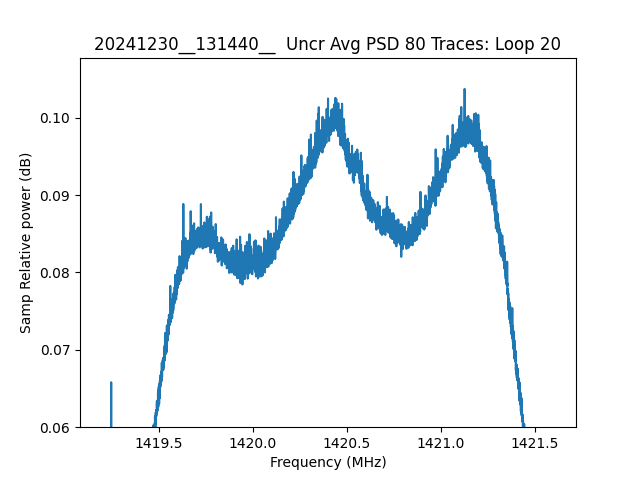 20241230__131440__ Uncr Avg PSD 80 Traces: Loop 20
0.10
0.09
0.08
0.07
0.06
Samp Relative power (dB)
1419.5 1420.0 1420.5 1421.0 1421.5
Frequency (MHz)